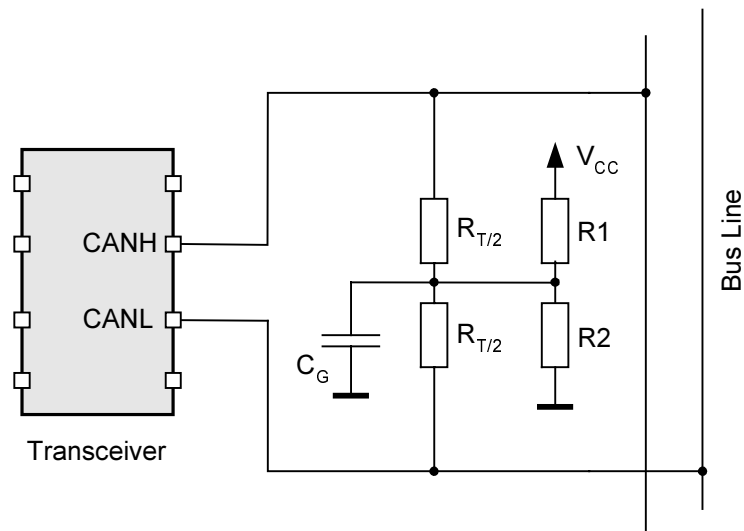 V_CC
CANH
R_T/2
R1
Bus Line
CANL
C_G
R_T/2
R2
Transceiver